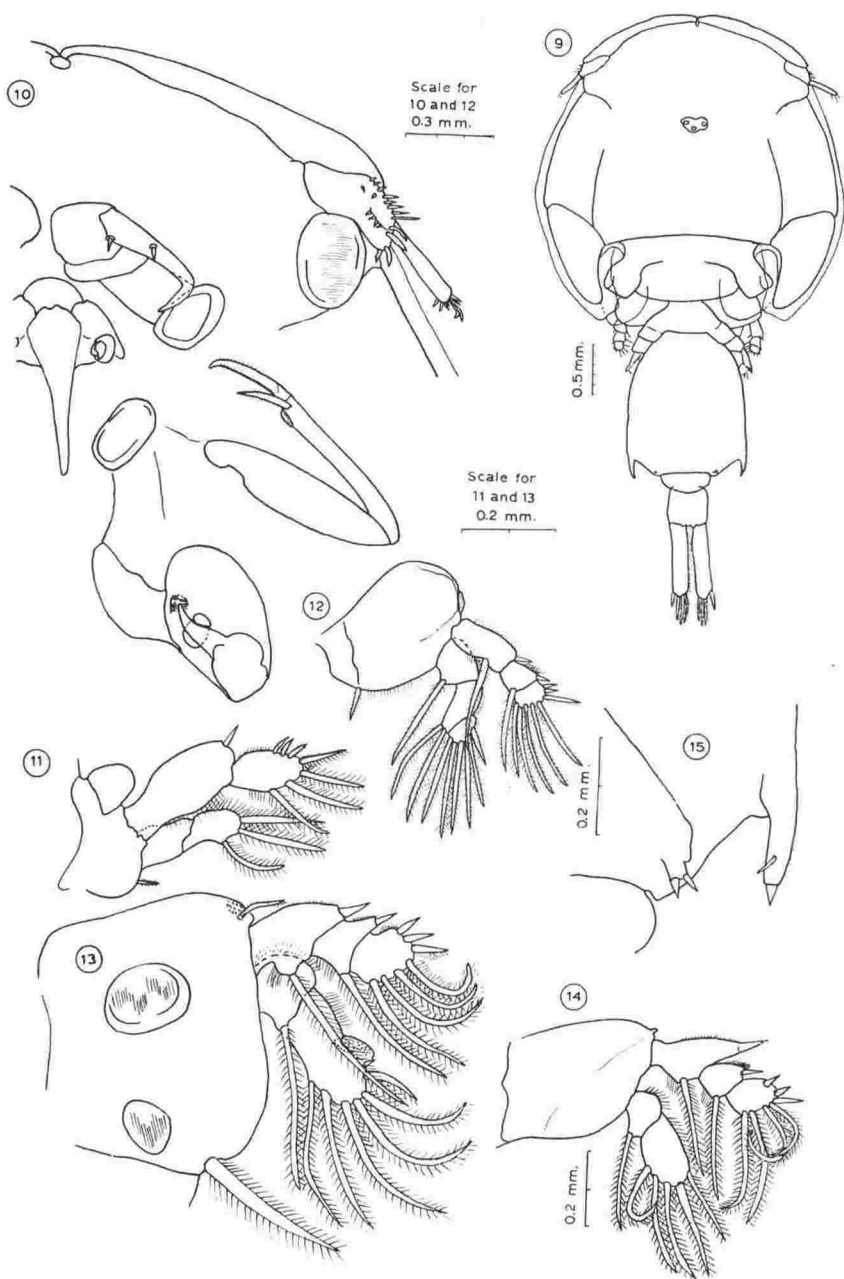 9
10
Scale for
10 and 12
0.3 mm.
0.5 mm.
Scale for
11 and 13
0.2 mm.
12
11
15
0.2 mm.
13
14
0.2 mm.